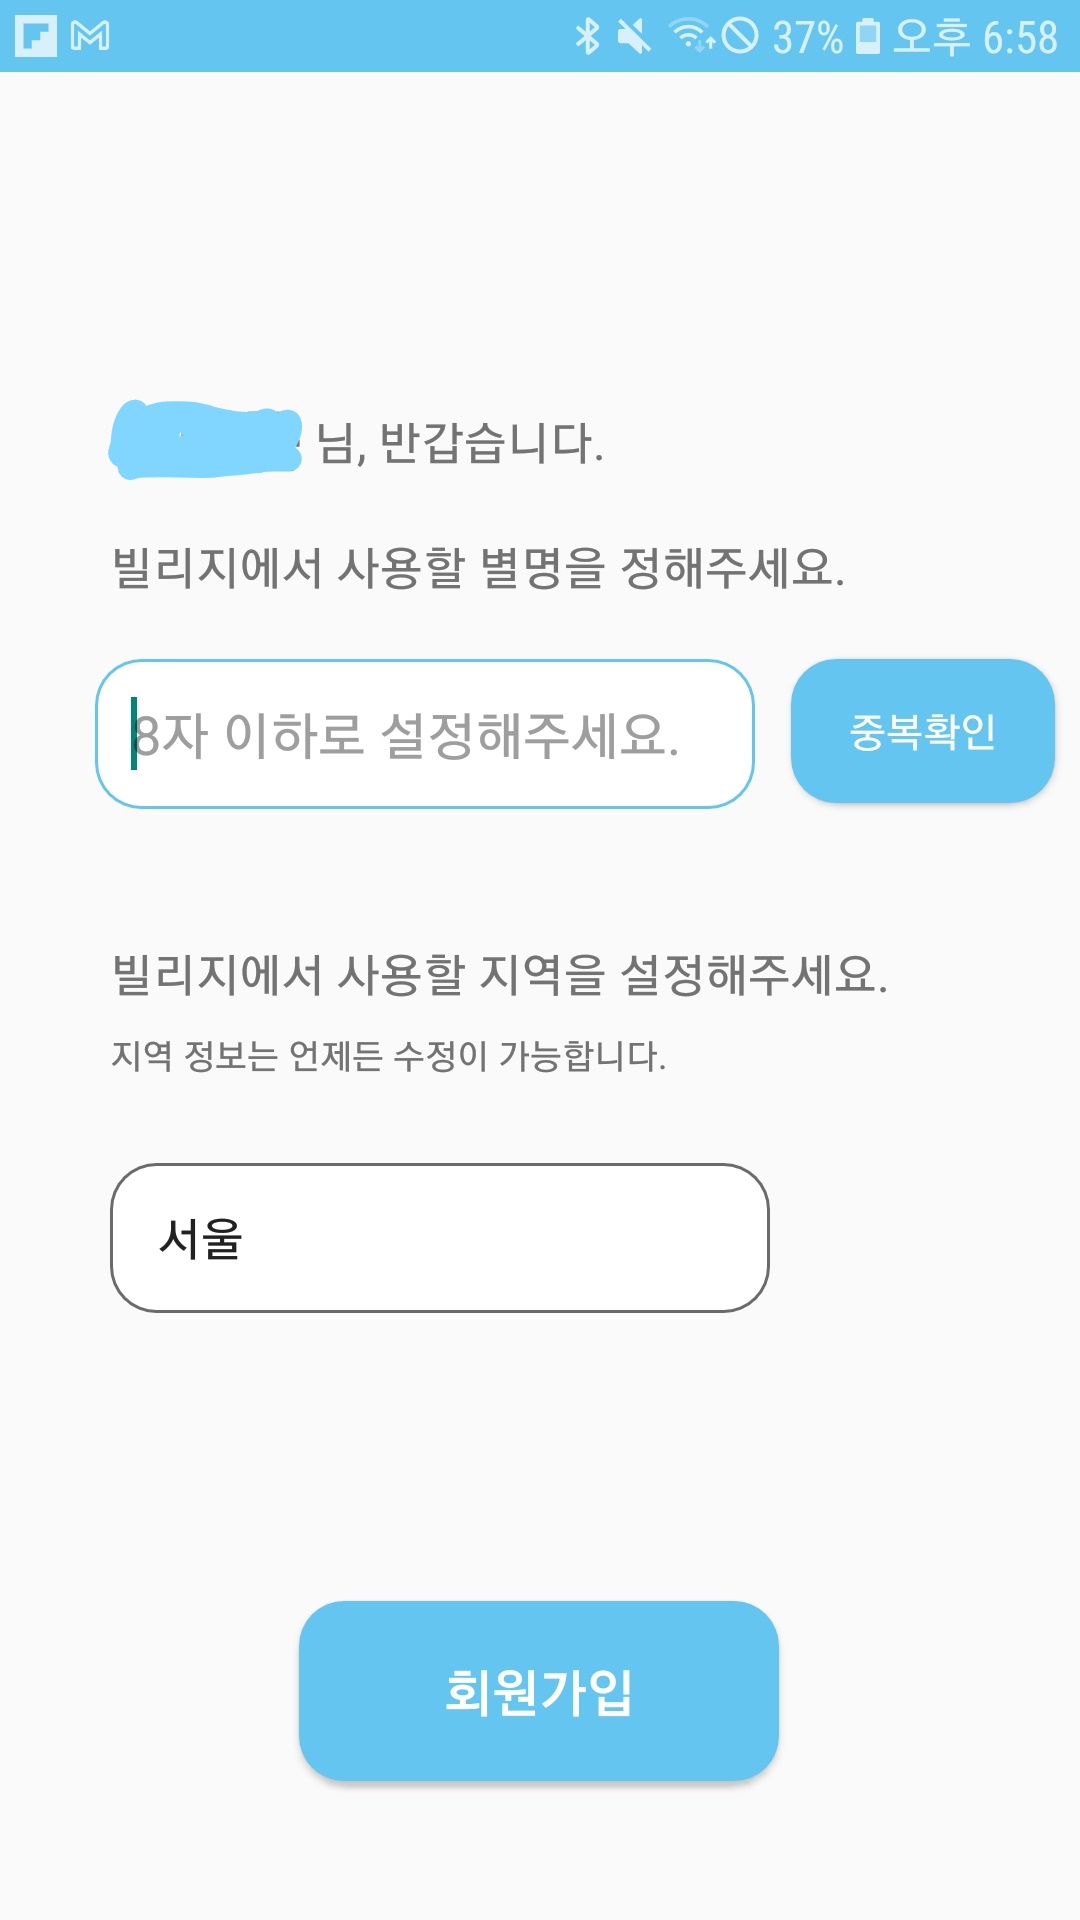 37% 오후 6:58
님, 반갑습니다.
빌리지에서 사용할 별명을 정해주세요.
8자 이하로 설정해주세요.
중복확인
빌리지에서 사용할 지역을 설정해주세요.
지역 정보는 언제든 수정이 가능합니다.
서울
회원가입